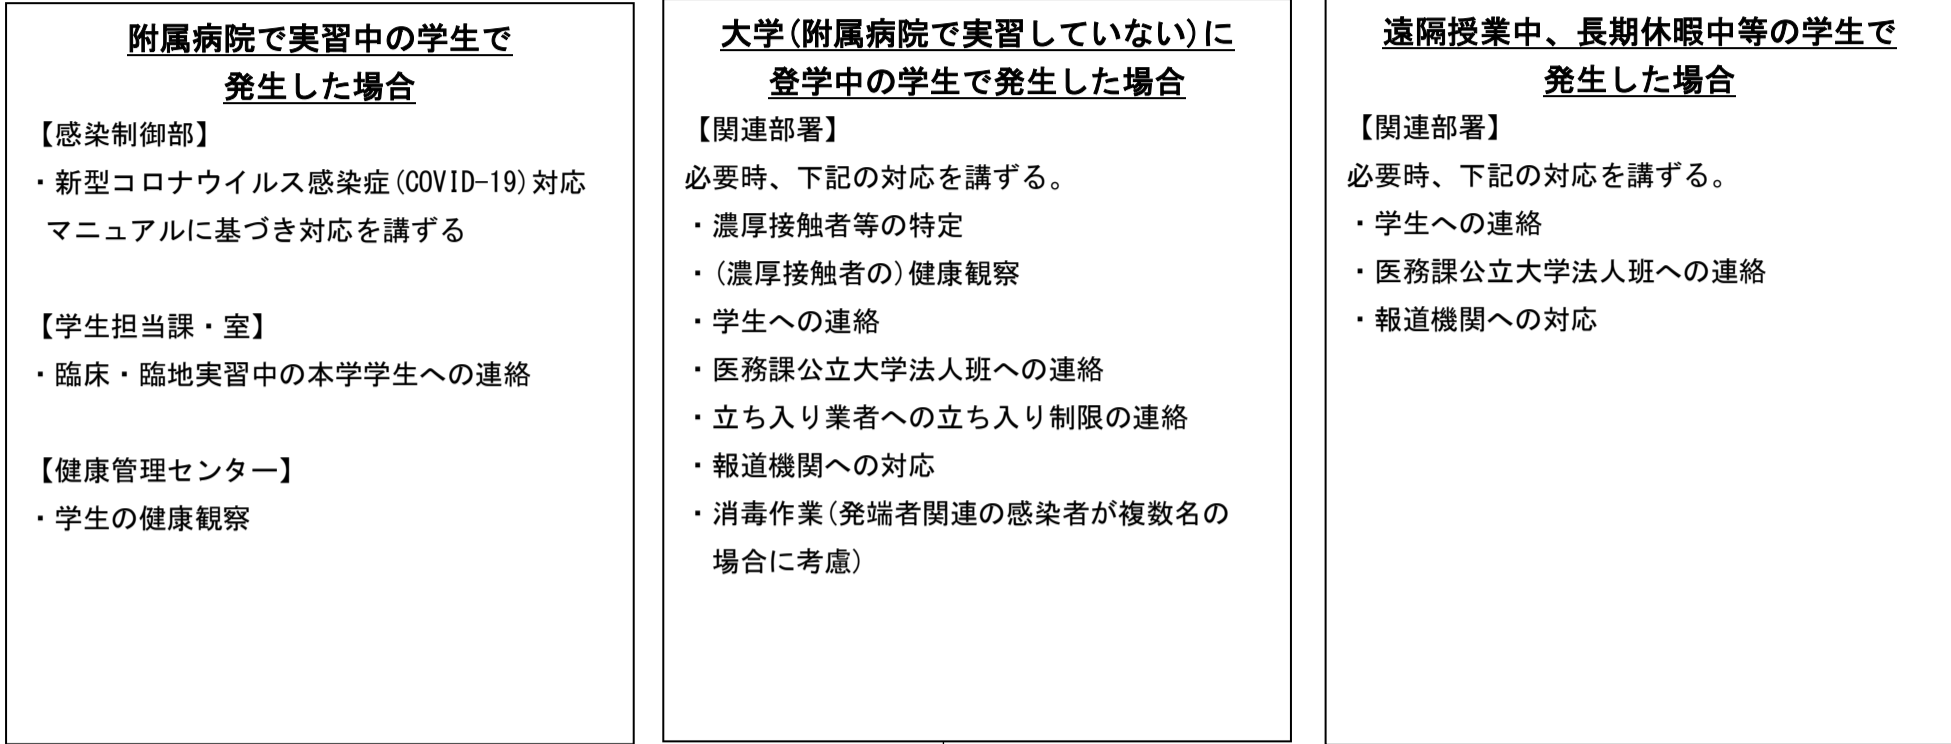 附属病院で実習中の学生で
発生した場合
【感染制御部】
・新型コロナウイルス感染症(COVID-19)対応
マニュアルに基づき対応を講ずる
【学生担当課・室】
・臨床・臨地実習中の本学学生への連絡
【健康管理センター】
・学生の健康観察
大学(附属病院で実習していない)に
登学中の学生で発生した場合
【関連部署】
必要時、下記の対応を講ずる。
・濃厚接触者等の特定
・(濃厚接触者の)健康観察
・学生への連絡
・医務課公立大学法人班への連絡
・立ち入り業者への立ち入り制限の連絡
・報道機関への対応
・消毒作業(発端者関連の感染者が複数名の
場合に考慮)
遠隔授業中、長期休暇中等の学生で
発生した場合
【関連部署】
必要時、下記の対応を講ずる。
・学生への連絡
・医務課公立大学法人班への連絡
・報道機関への対応